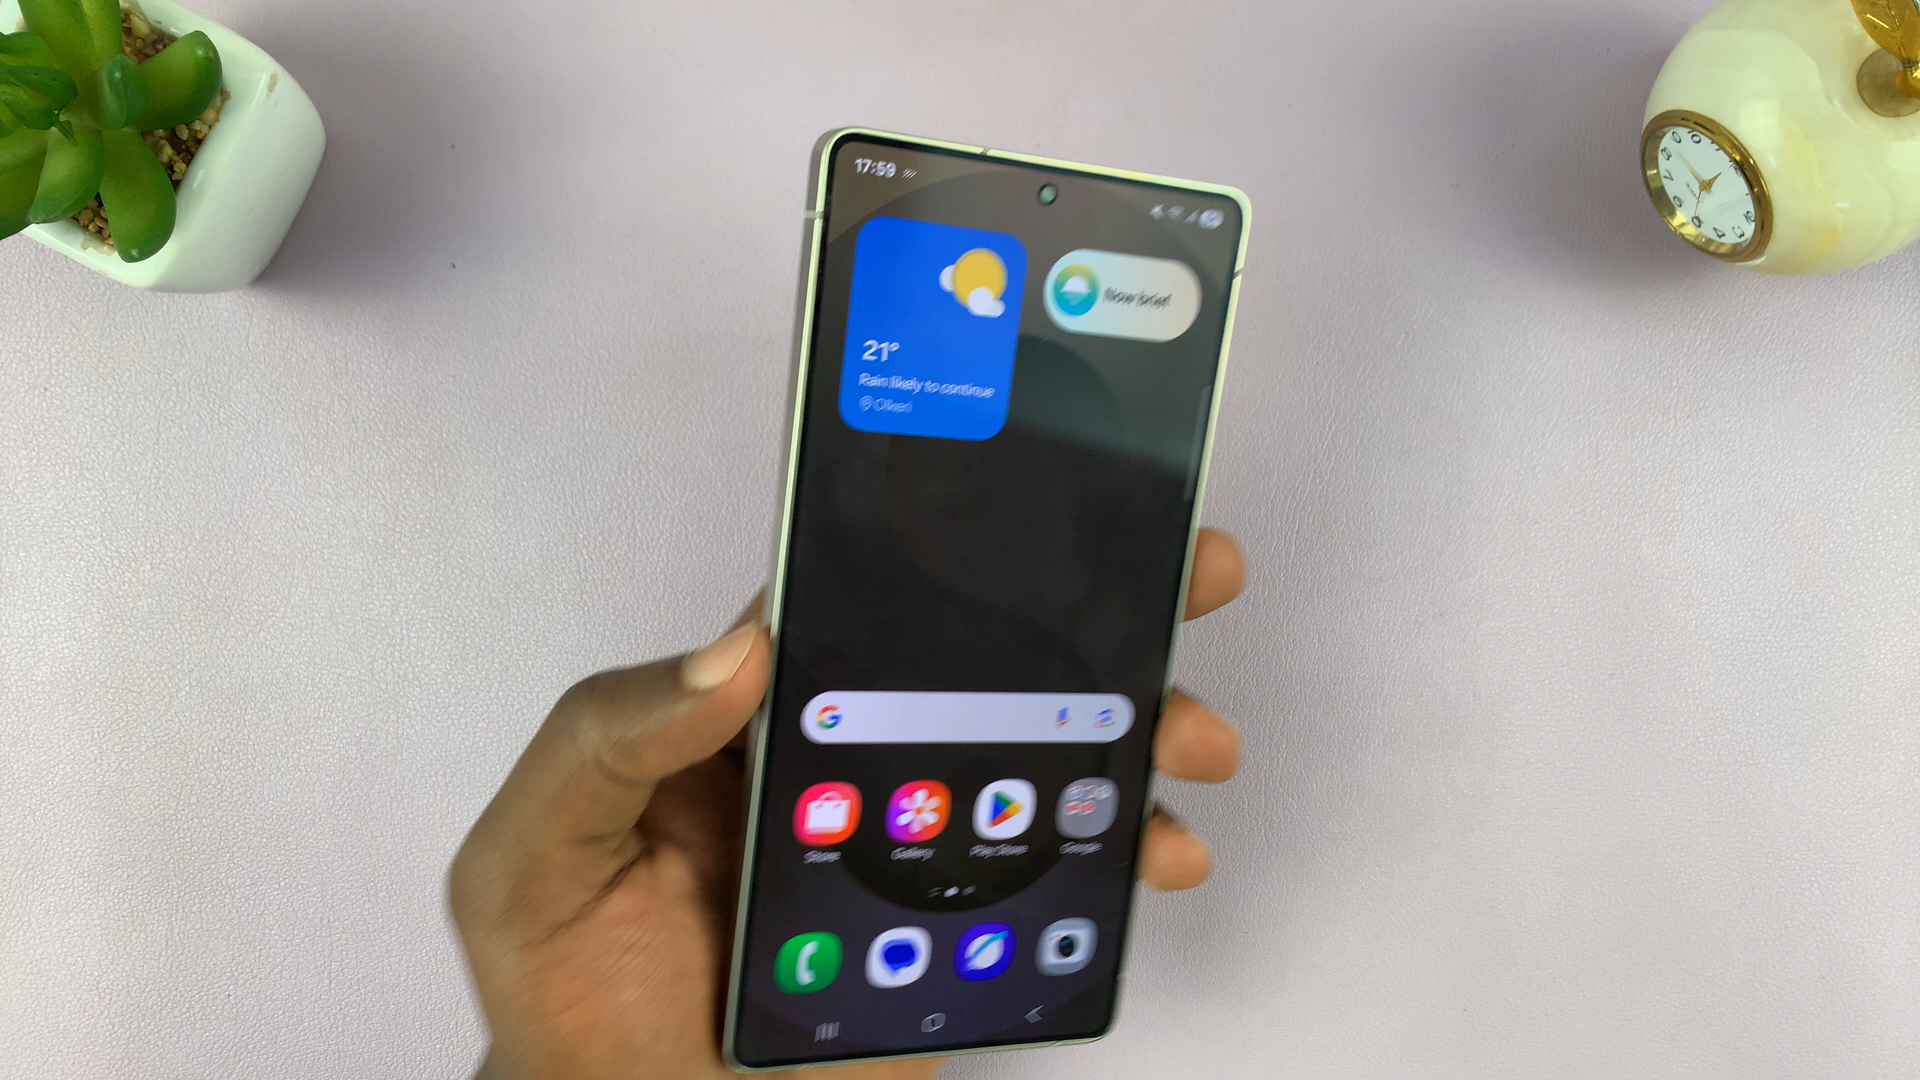 17:59
Now brief
21°
Rain likely to continue
Olkeri
Store
Gallery
Play Store
Google